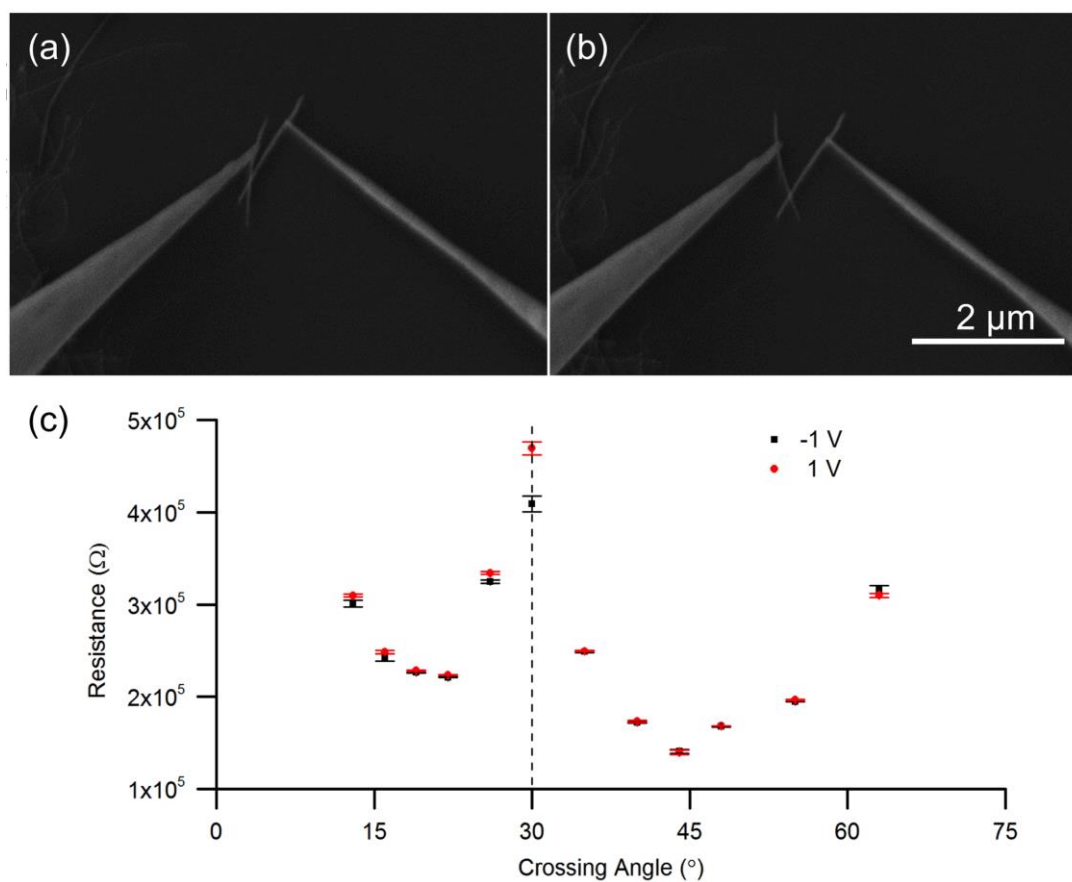 (a)
(b)
2 µm
(c)
5x10⁵
4x10⁵
3x10⁵
2x10⁵
1x10⁵
Resistance (Ω)
-1 V
1 V
0
15
30
45
60
75
Crossing Angle (°)